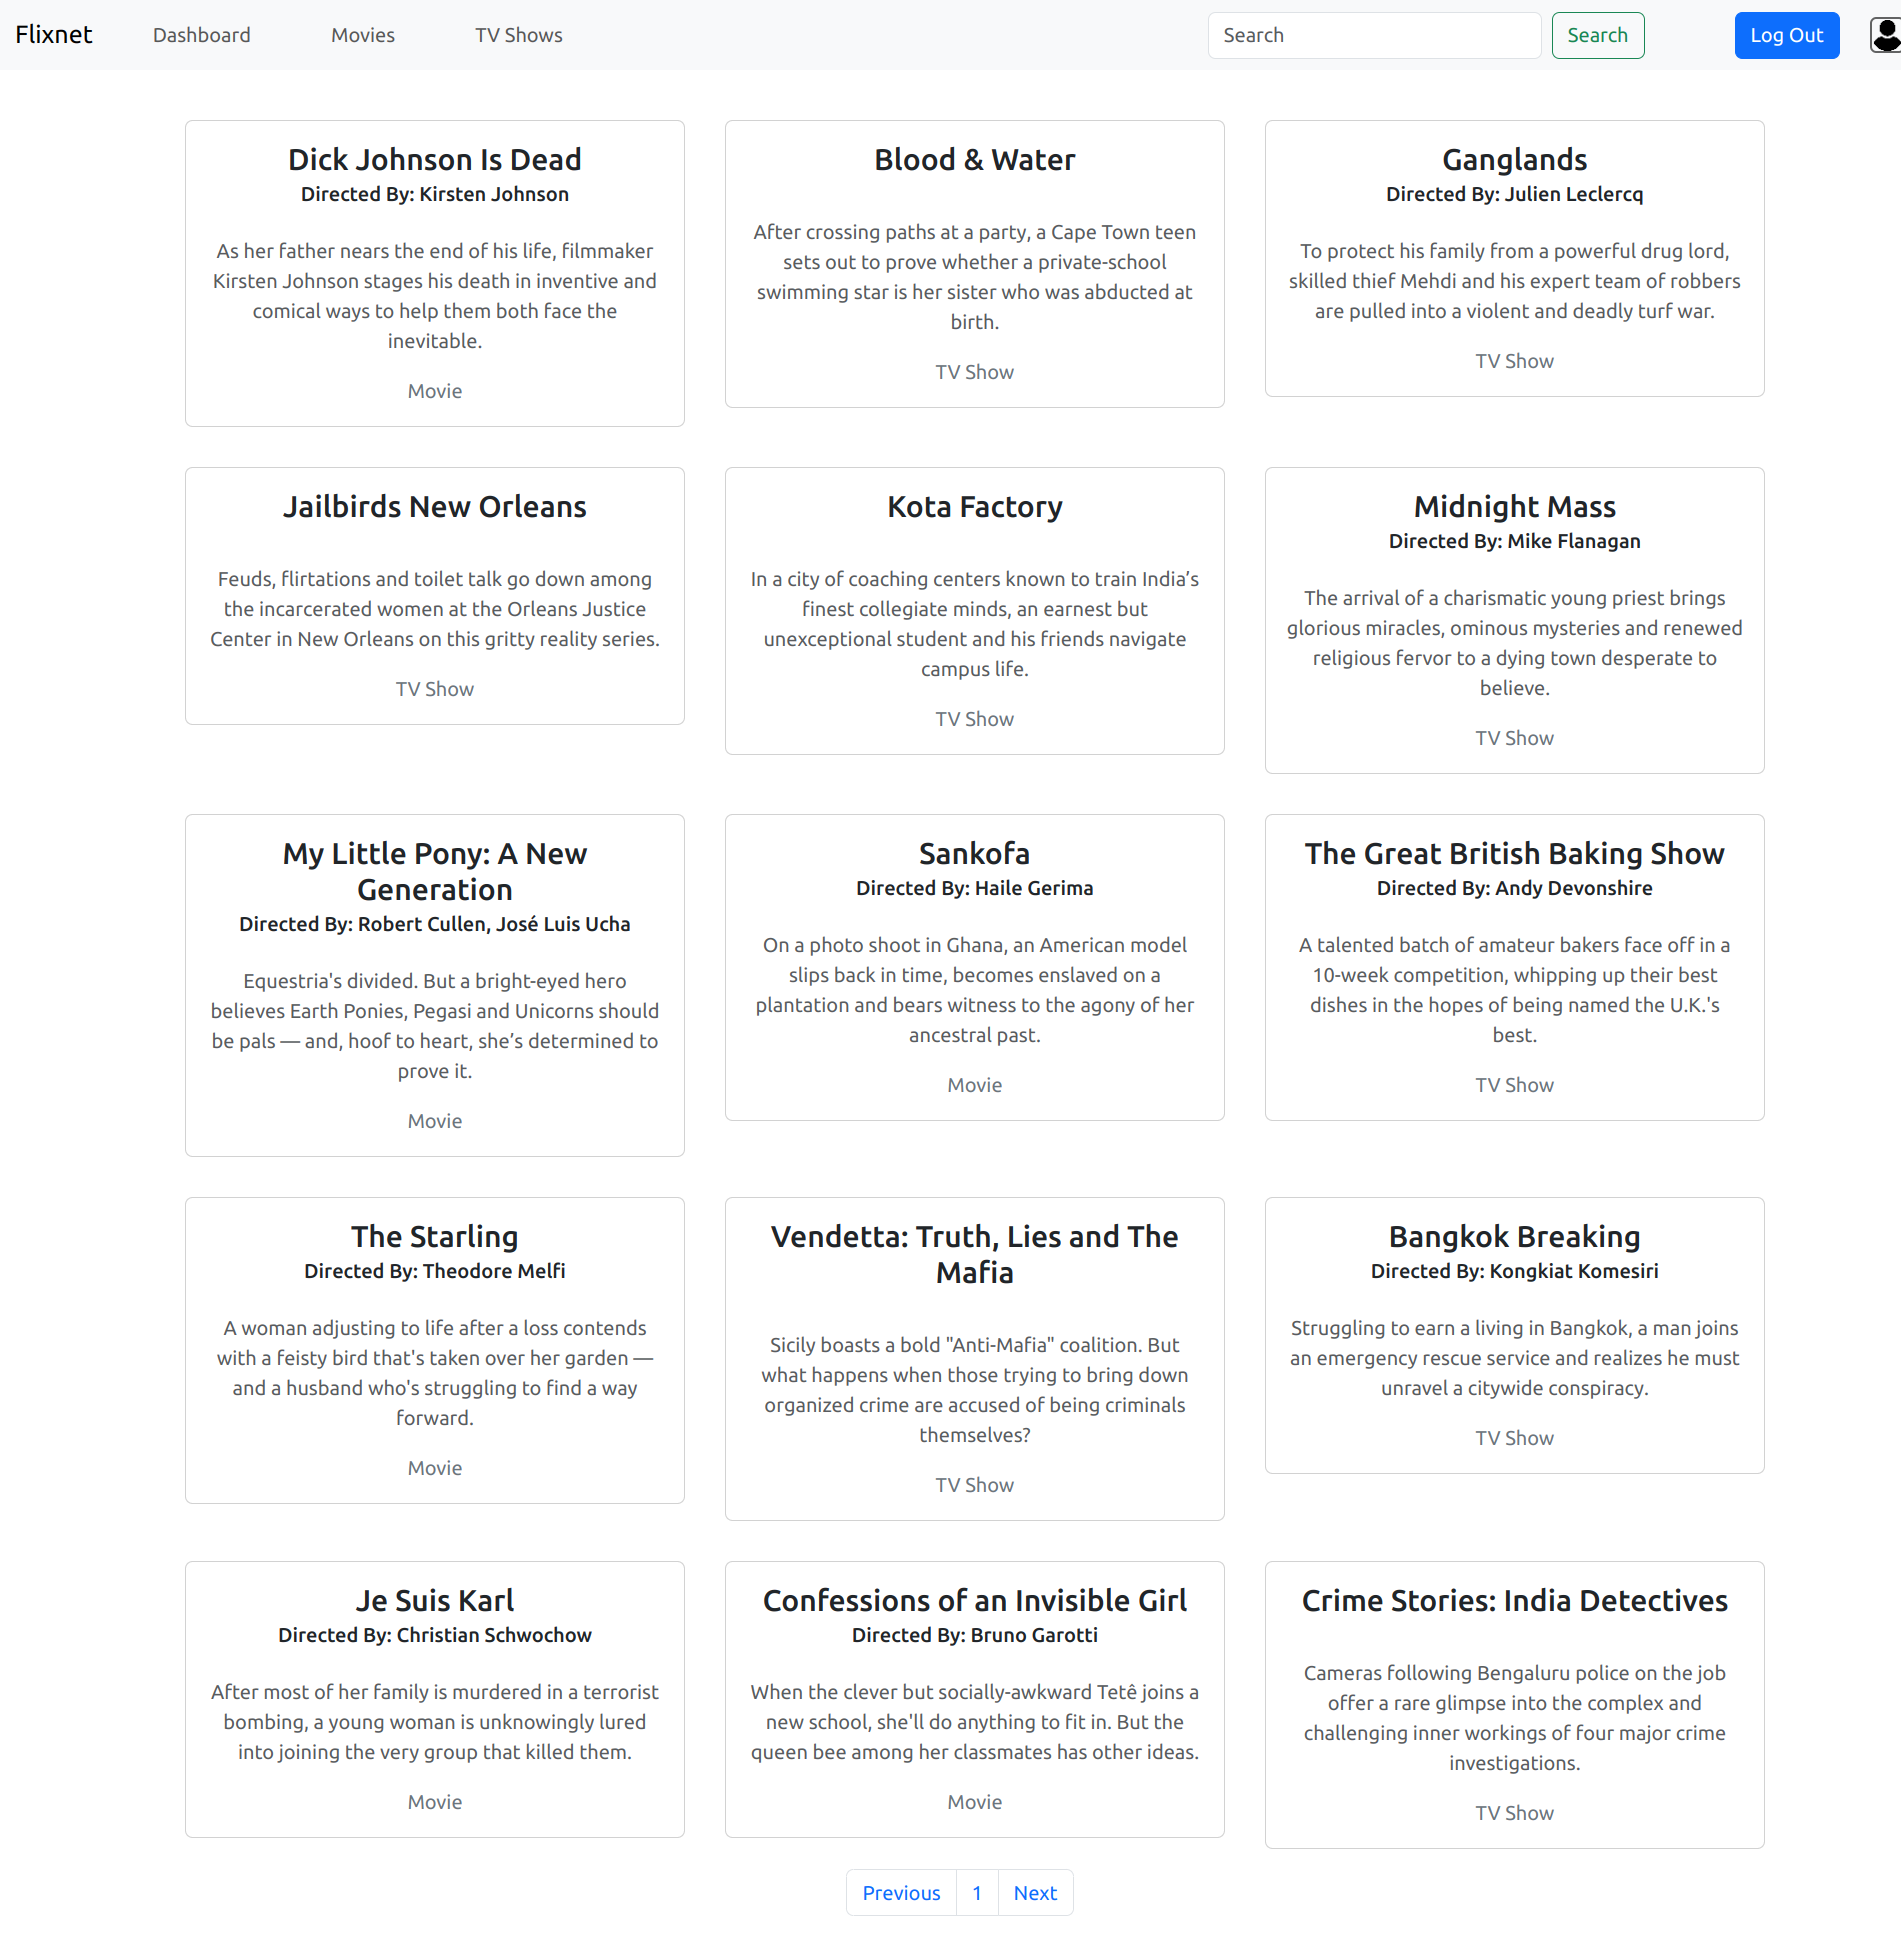 Flixnet
Dashboard
Movies
TV Shows
Search
Search
Log Out
Dick Johnson Is Dead
Directed By: Kirsten Johnson
As her father nears the end of his life, filmmaker
Kirsten Johnson stages his death in inventive and
comical ways to help them both face the
inevitable.
Movie
Blood & Water
After crossing paths at a party, a Cape Town teen
sets out to prove whether a private-school
swimming star is her sister who was abducted at
birth.
TV Show
Ganglands
Directed By: Julien Leclercq
To protect his family from a powerful drug lord,
skilled thief Mehdi and his expert team of robbers
are pulled into a violent and deadly turf war.
TV Show
Jailbirds New Orleans
Feuds, flirtations and toilet talk go down among
the incarcerated women at the Orleans Justice
Center in New Orleans on this gritty reality series.
TV Show
Kota Factory
In a city of coaching centers known to train India’s
finest collegiate minds, an earnest but
unexceptional student and his friends navigate
campus life.
TV Show
Midnight Mass
Directed By: Mike Flanagan
The arrival of a charismatic young priest brings
glorious miracles, ominous mysteries and renewed
religious fervor to a dying town desperate to
believe.
TV Show
My Little Pony: A New
Generation
Directed By: Robert Cullen, José Luis Ucha
Equestria's divided. But a bright-eyed hero
believes Earth Ponies, Pegasi and Unicorns should
be pals — and, hoof to heart, she’s determined to
prove it.
Movie
Sankofa
Directed By: Haile Gerima
On a photo shoot in Ghana, an American model
slips back in time, becomes enslaved on a
plantation and bears witness to the agony of her
ancestral past.
Movie
The Great British Baking Show
Directed By: Andy Devonshire
A talented batch of amateur bakers face off in a
10-week competition, whipping up their best
dishes in the hopes of being named the U.K.'s
best.
TV Show
The Starling
Directed By: Theodore Melfi
A woman adjusting to life after a loss contends
with a feisty bird that's taken over her garden —
and a husband who's struggling to find a way
forward.
Movie
Vendetta: Truth, Lies and The
Mafia
Sicily boasts a bold "Anti-Mafia" coalition. But
what happens when those trying to bring down
organized crime are accused of being criminals
themselves?
TV Show
Bangkok Breaking
Directed By: Kongkiat Komesiri
Struggling to earn a living in Bangkok, a man joins
an emergency rescue service and realizes he must
unravel a citywide conspiracy.
TV Show
Je Suis Karl
Directed By: Christian Schwochow
After most of her family is murdered in a terrorist
bombing, a young woman is unknowingly lured
into joining the very group that killed them.
Movie
Confessions of an Invisible Girl
Directed By: Bruno Garotti
When the clever but socially-awkward Tetê joins a
new school, she'll do anything to fit in. But the
queen bee among her classmates has other ideas.
Movie
Crime Stories: India Detectives
Cameras following Bengaluru police on the job
offer a rare glimpse into the complex and
challenging inner workings of four major crime
investigations.
TV Show
Previous
1
Next